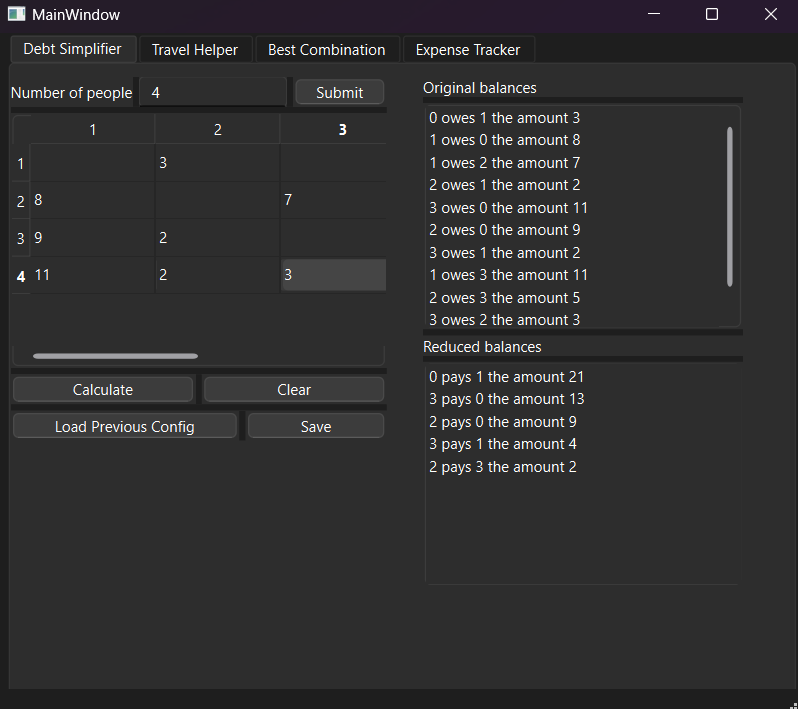 MainWindow
Debt Simplifier Travel Helper Best Combination Expense Tracker
Number of people 4 Submit
1 2 3
1 3
2 8 7
3 9 2
4 11 2 3
Calculate Clear
Load Previous Config Save
Original balances
0 owes 1 the amount 3
1 owes 0 the amount 8
1 owes 2 the amount 7
2 owes 1 the amount 2
3 owes 0 the amount 11
2 owes 0 the amount 9
3 owes 1 the amount 2
1 owes 3 the amount 11
2 owes 3 the amount 5
3 owes 2 the amount 3
Reduced balances
0 pays 1 the amount 21
3 pays 0 the amount 13
2 pays 0 the amount 9
3 pays 1 the amount 4
2 pays 3 the amount 2